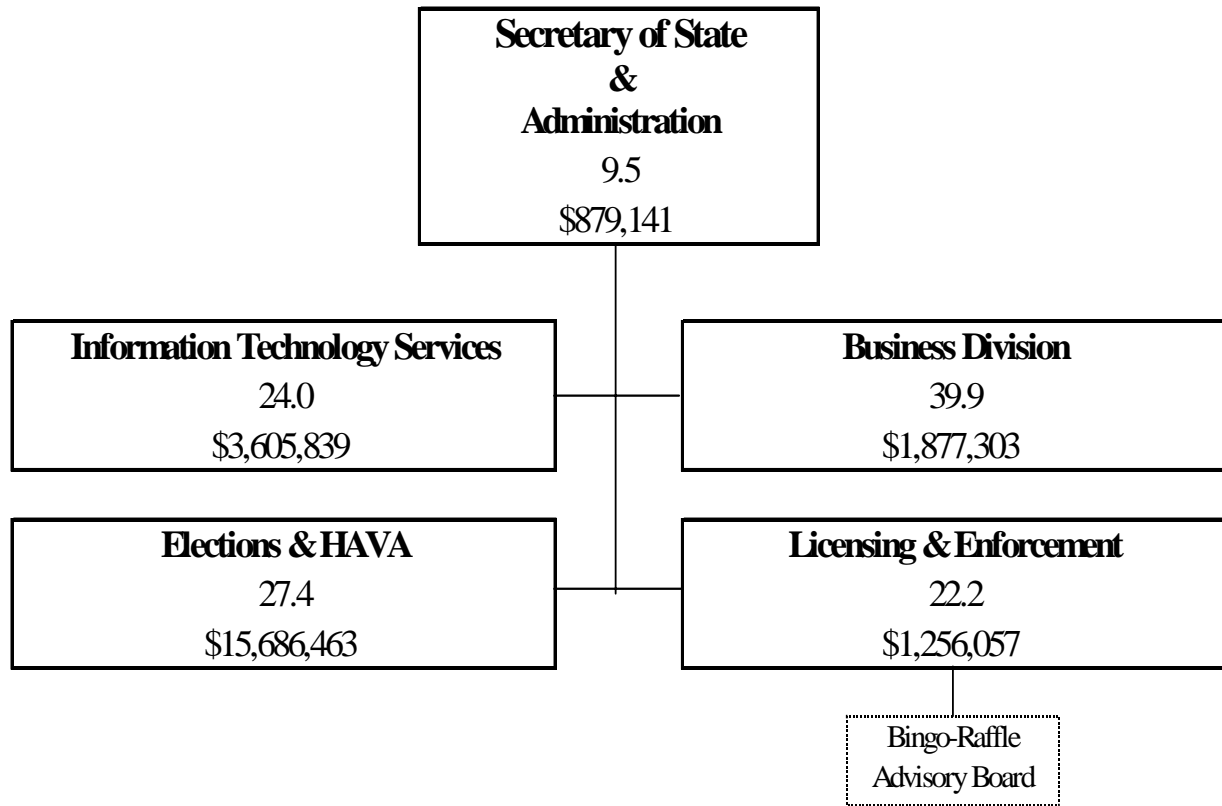 Secretary of State
&
Administration
9.5
$879,141
Information Technology Services
24.0
$3,605,839
Business Division
39.9
$1,877,303
Elections & HAVA
27.4
$15,686,463
Licensing & Enforcement
22.2
$1,256,057
Bingo-Raffle
Advisory Board